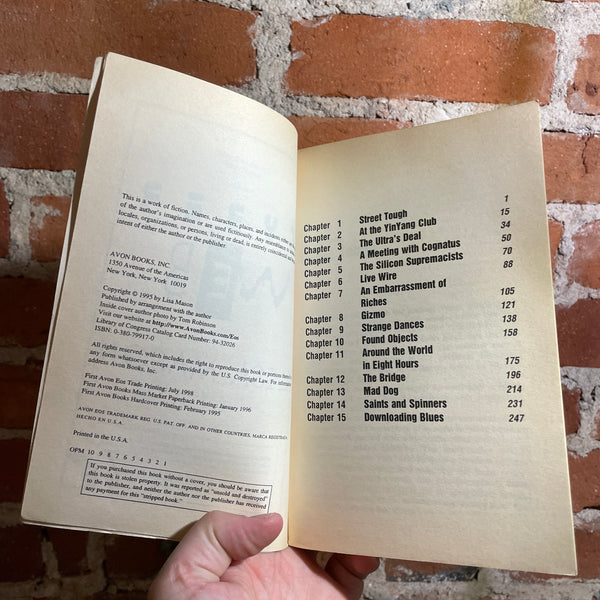 This is a work of fiction. Names, characters, places, and incidents either are
of the author's imagination or are used fictitiously. Any resemblance to
locales, organizations, or persons, living or dead, is entirely coincidental and
intent of either the author or the publisher.
AVON BOOKS, INC.
1350 Avenue of the Americas
New York, New York 10019
Copyright © 1995 by Lisa Mason
Published by arrangement with the author
Inside cover author photo by Tom Robinson
Visit our website at http://www.AvonBooks.com/Eos
Library of Congress Catalog Card Number: 94-32026
ISBN: 0-380-79917-0
All rights reserved, which includes the right to reproduce this book or portions
any form whatsoever except as provided by the U.S. Copyright Law. For
address Avon Books, Inc.
First Avon Eos Trade Printing: July 1998
First Avon Books Mass Market Paperback Printing: January 1996
First Avon Books Hardcover Printing: February 1995
AVON EOS TRADEMARK REG. U.S. PAT. OFF. AND IN OTHER COUNTRIES, MARCA
HECHO EN U.S.A.
Printed in the U.S.A.
OPM 10 9 8 7 6 5 4 3 2 1
If you purchased this book without a cover, you should be aware that
this book is stolen property. It was reported as "unsold and destroyed"
to the publisher, and neither the author nor the publisher has received
any payment for this "stripped book."
Chapter 1 Street Tough 1
Chapter 2 At the YinYang Club 15
Chapter 3 The Ultra's Deal 34
Chapter 4 A Meeting with Cognatus 50
Chapter 5 The Silicon Supremacists 70
Chapter 6 Live Wire 88
Chapter 7 An Embarrassment of
Riches 105
Chapter 8 Gizmo 121
Chapter 9 Strange Dances 138
Chapter 10 Found Objects 158
Chapter 11 Around the World
in Eight Hours 175
Chapter 12 The Bridge 196
Chapter 13 Mad Dog 214
Chapter 14 Saints and Spinners 231
Chapter 15 Downloading Blues 247